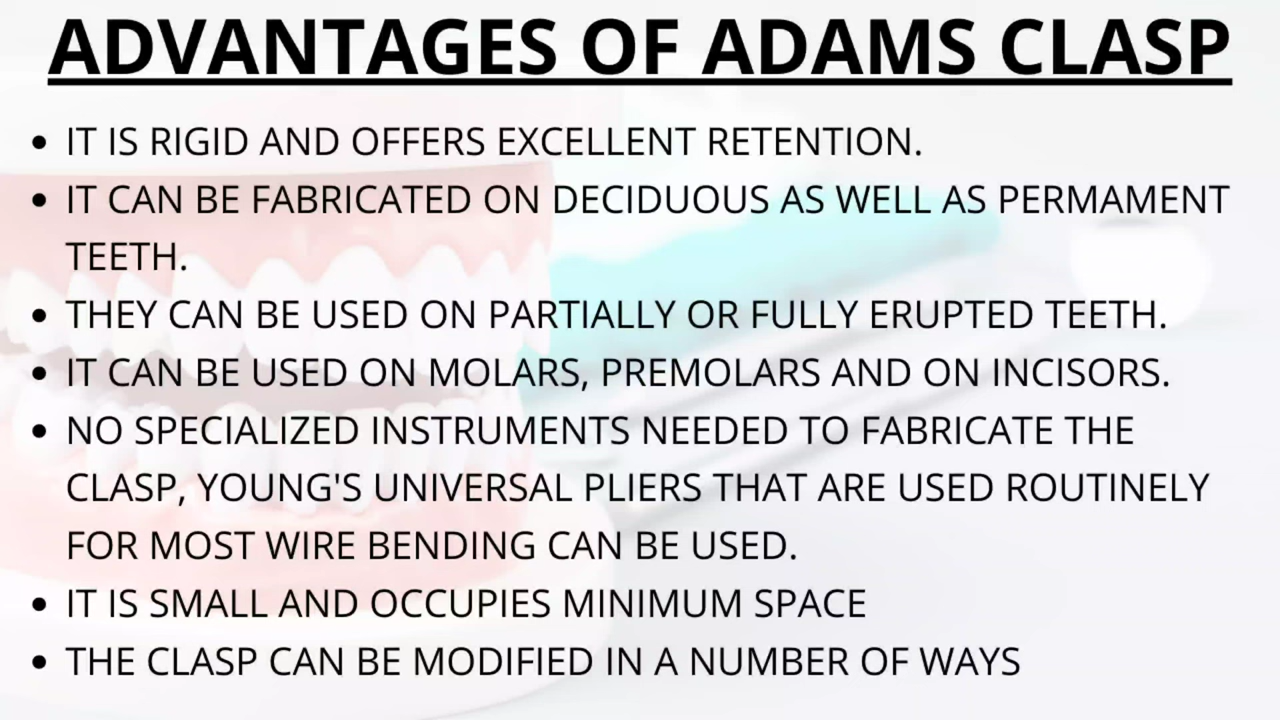 ADVANTAGES OF ADAMS CLASP
• IT IS RIGID AND OFFERS EXCELLENT RETENTION.
• IT CAN BE FABRICATED ON DECIDUOUS AS WELL AS PERMAMENT
TEETH.
• THEY CAN BE USED ON PARTIALLY OR FULLY ERUPTED TEETH.
• IT CAN BE USED ON MOLARS, PREMOLARS AND ON INCISORS.
• NO SPECIALIZED INSTRUMENTS NEEDED TO FABRICATE THE
CLASP, YOUNG'S UNIVERSAL PLIERS THAT ARE USED ROUTINELY
FOR MOST WIRE BENDING CAN BE USED.
• IT IS SMALL AND OCCUPIES MINIMUM SPACE
• THE CLASP CAN BE MODIFIED IN A NUMBER OF WAYS